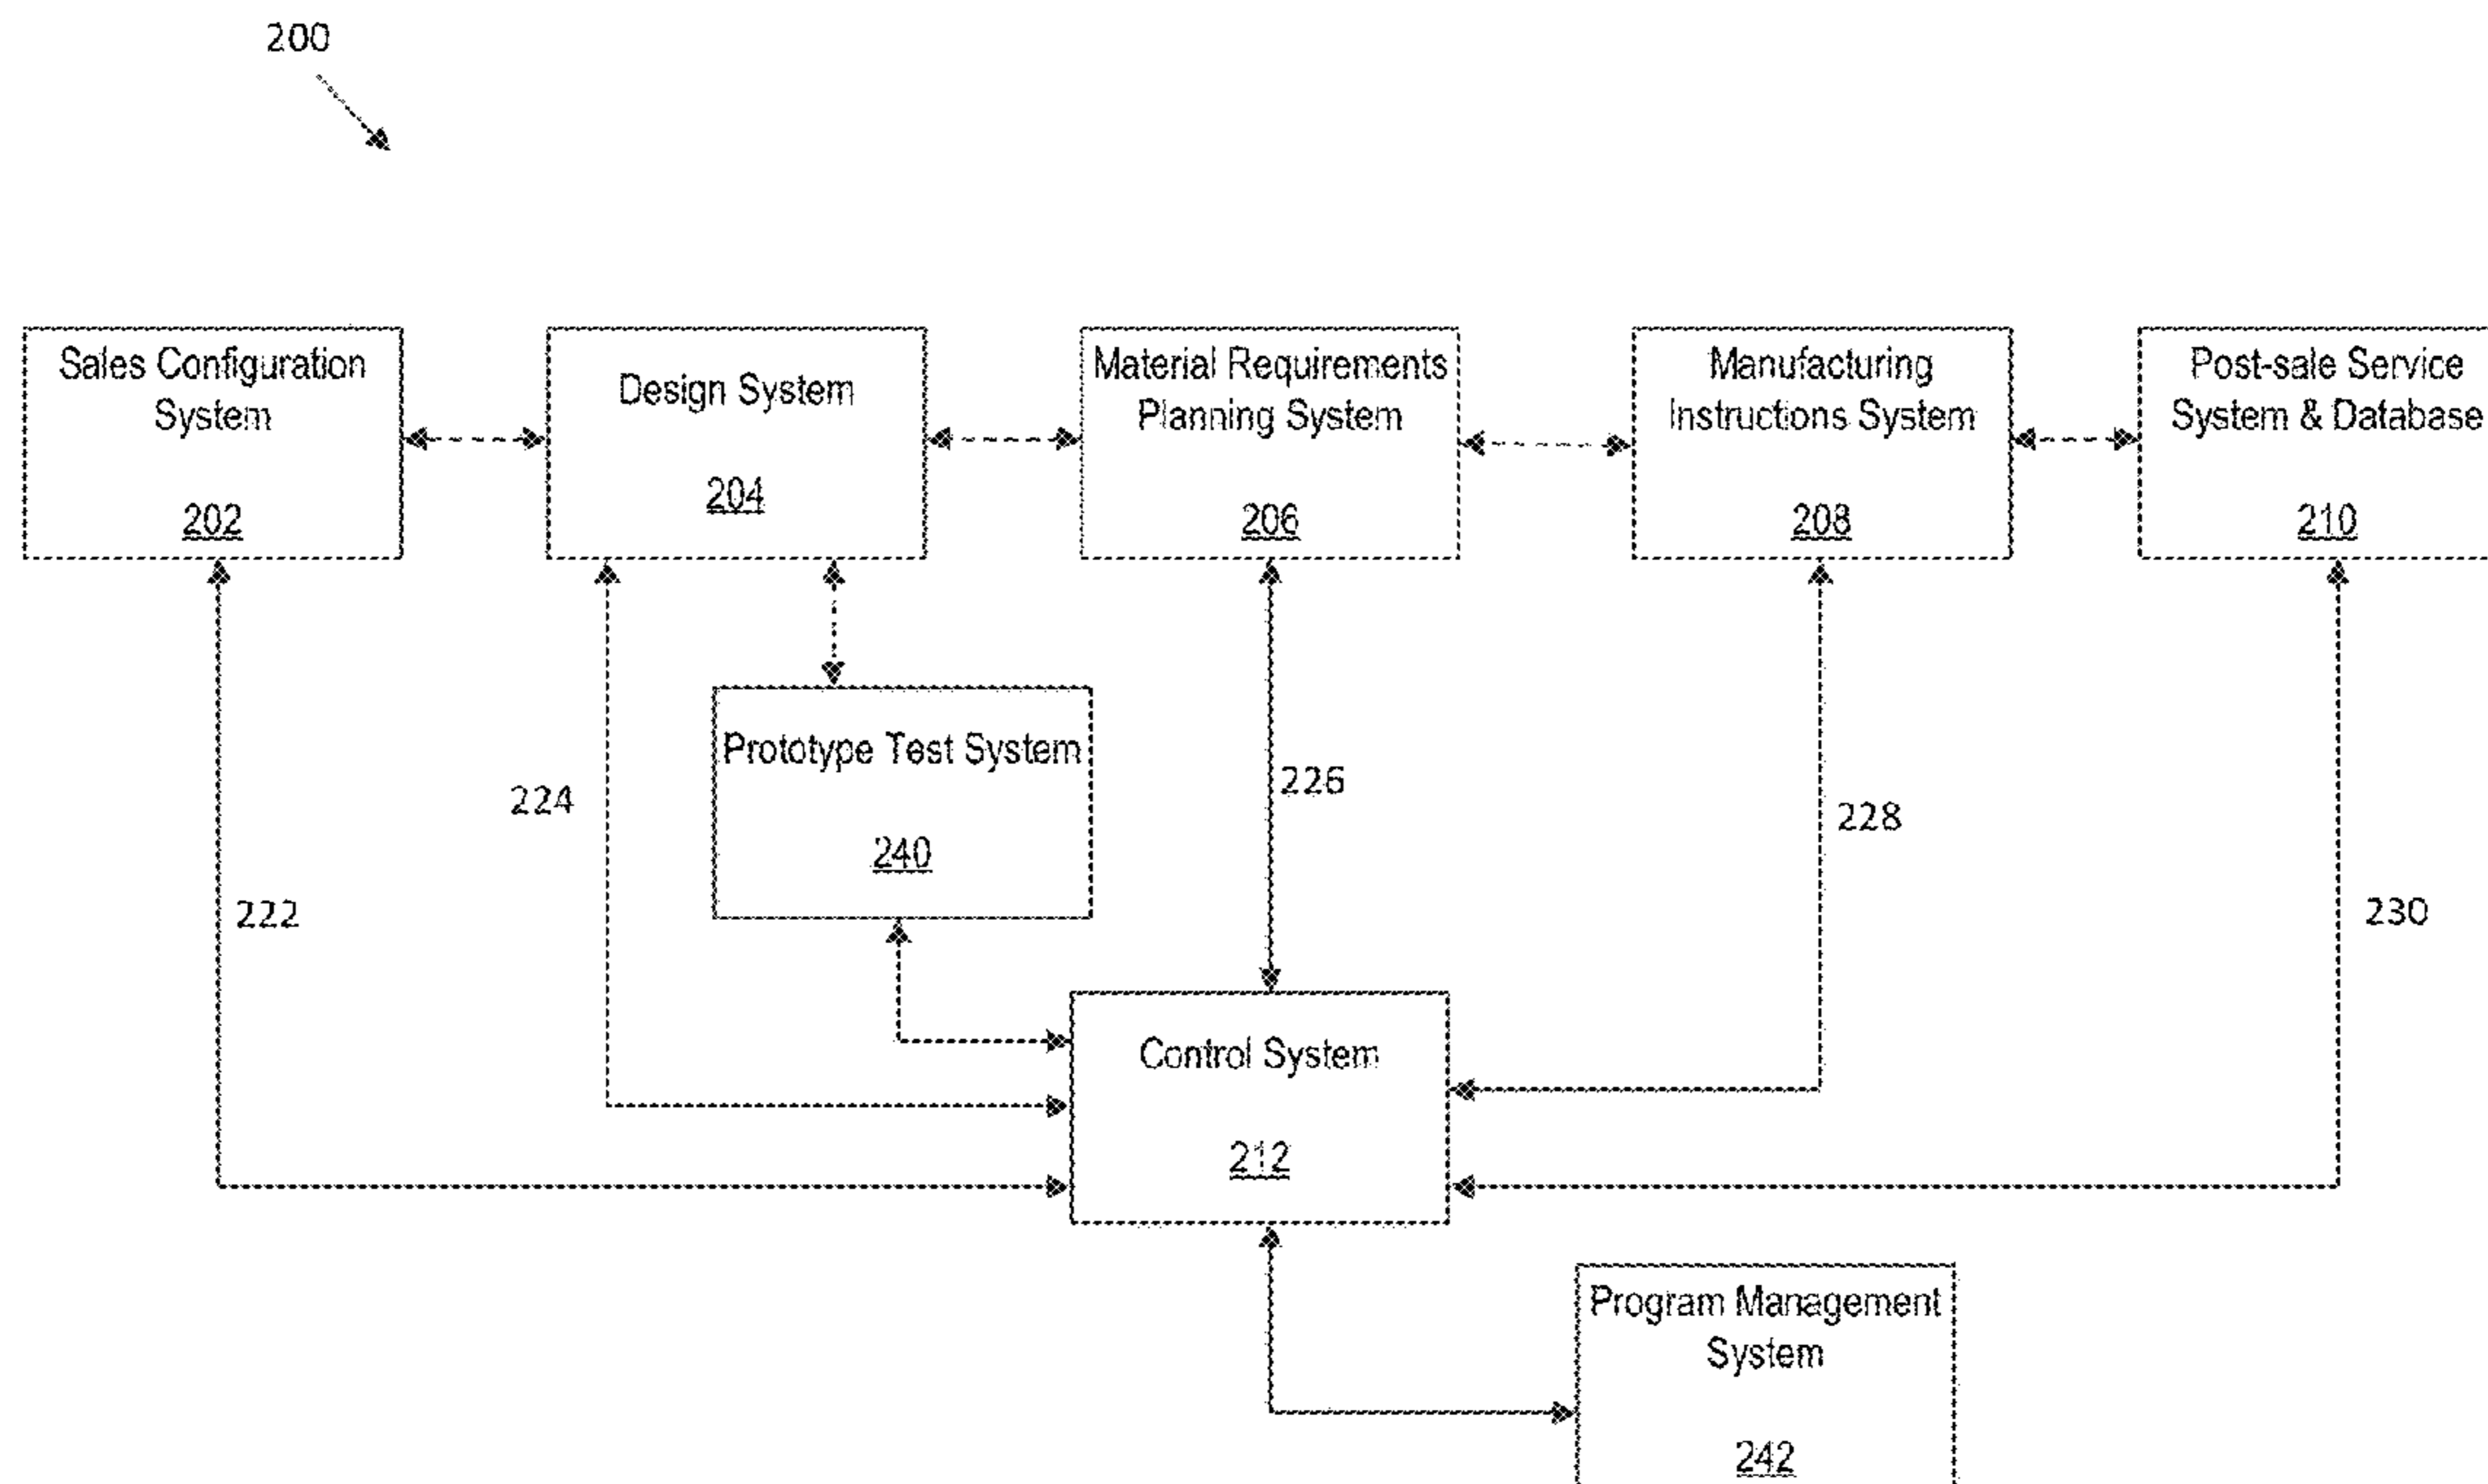 200
Sales Configuration
System
202
Design System
204
Material Requirements
Planning System
206
Manufacturing
Instructions System
208
Post-sale Service
System & Database
210
Prototype Test System
240
222
224
226
228
230
Control System
212
Program Management
System
242